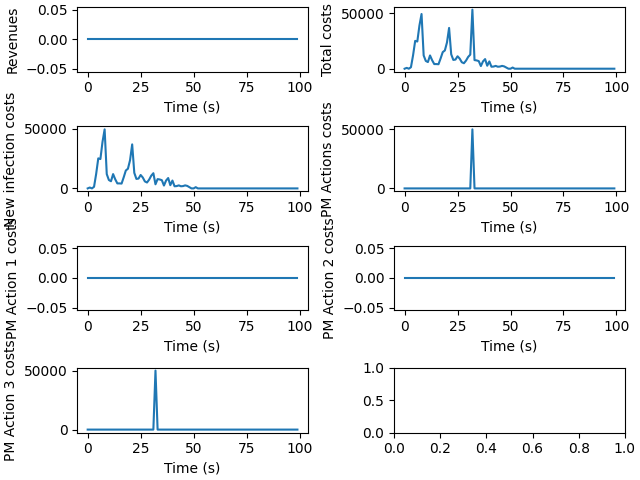 Revenues
0.05
0.00
−0.05
0 25 50 75 100
Time (s)
Total costs
50000
0
0 25 50 75 100
Time (s)
New infection costs
50000
0
0 25 50 75 100
Time (s)
PM Actions costs
50000
0
0 25 50 75 100
Time (s)
PM Action 1 costs
0.05
0.00
−0.05
0 25 50 75 100
Time (s)
PM Action 2 costs
0.05
0.00
−0.05
0 25 50 75 100
Time (s)
PM Action 3 costs
50000
0
0 25 50 75 100
Time (s)
1.0
0.5
0.0
0.0 0.2 0.4 0.6 0.8 1.0